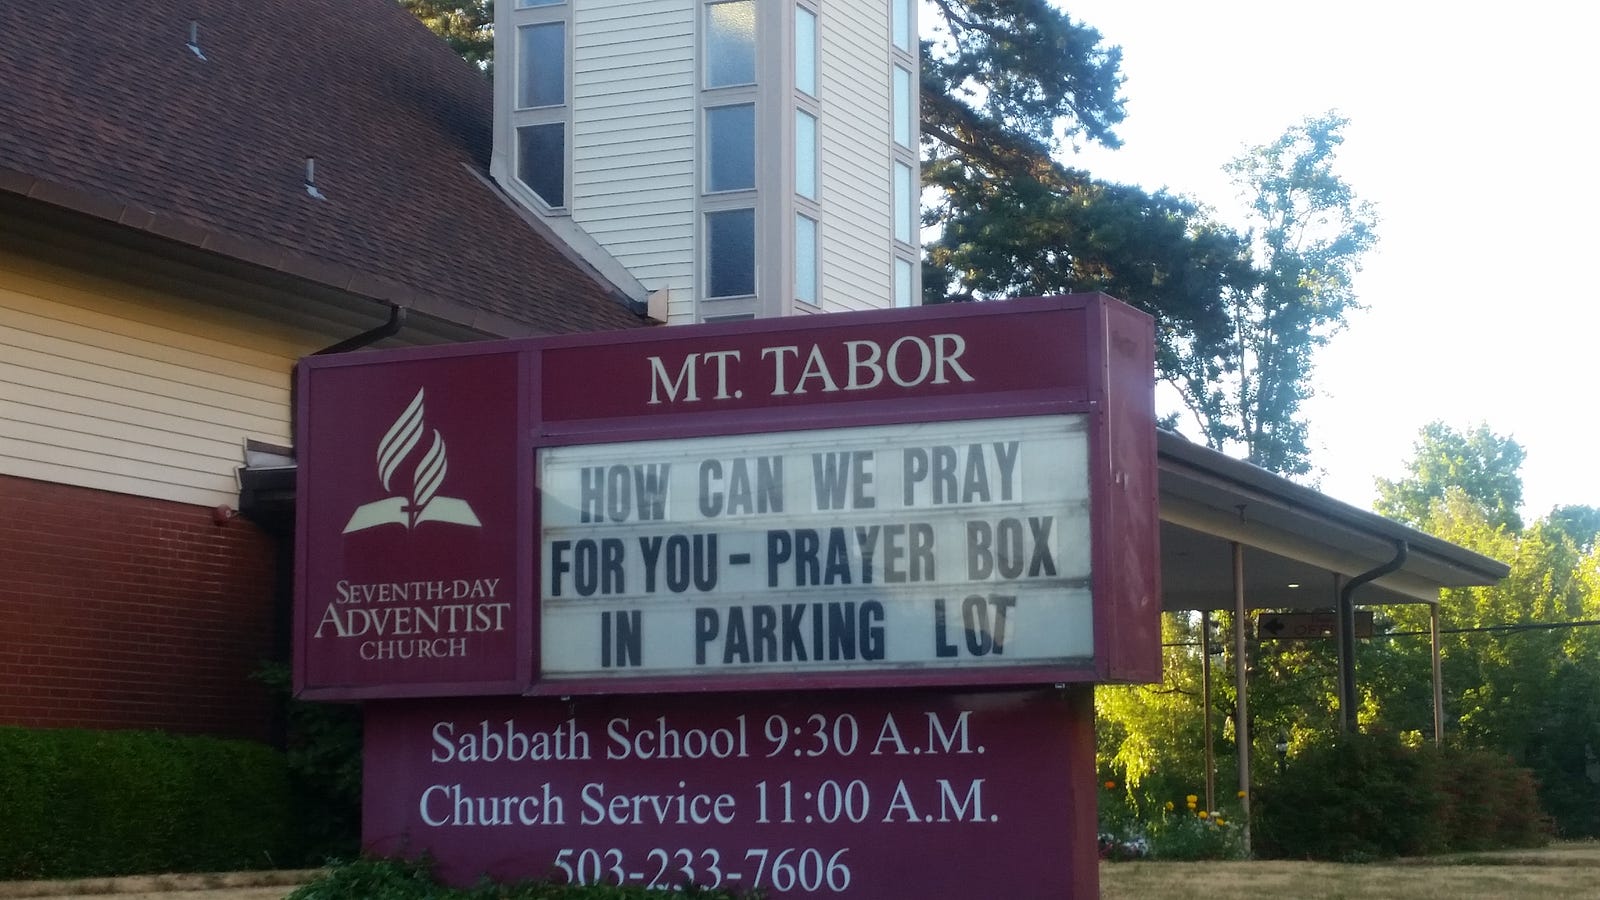 MT. TABOR
HOW CAN WE PRAY
FOR YOU - PRAYER BOX
IN PARKING LOT
SEVENTH-DAY
ADVENTIST
CHURCH
Sabbath School 9:30 A.M.
Church Service 11:00 A.M.
503-233-7606